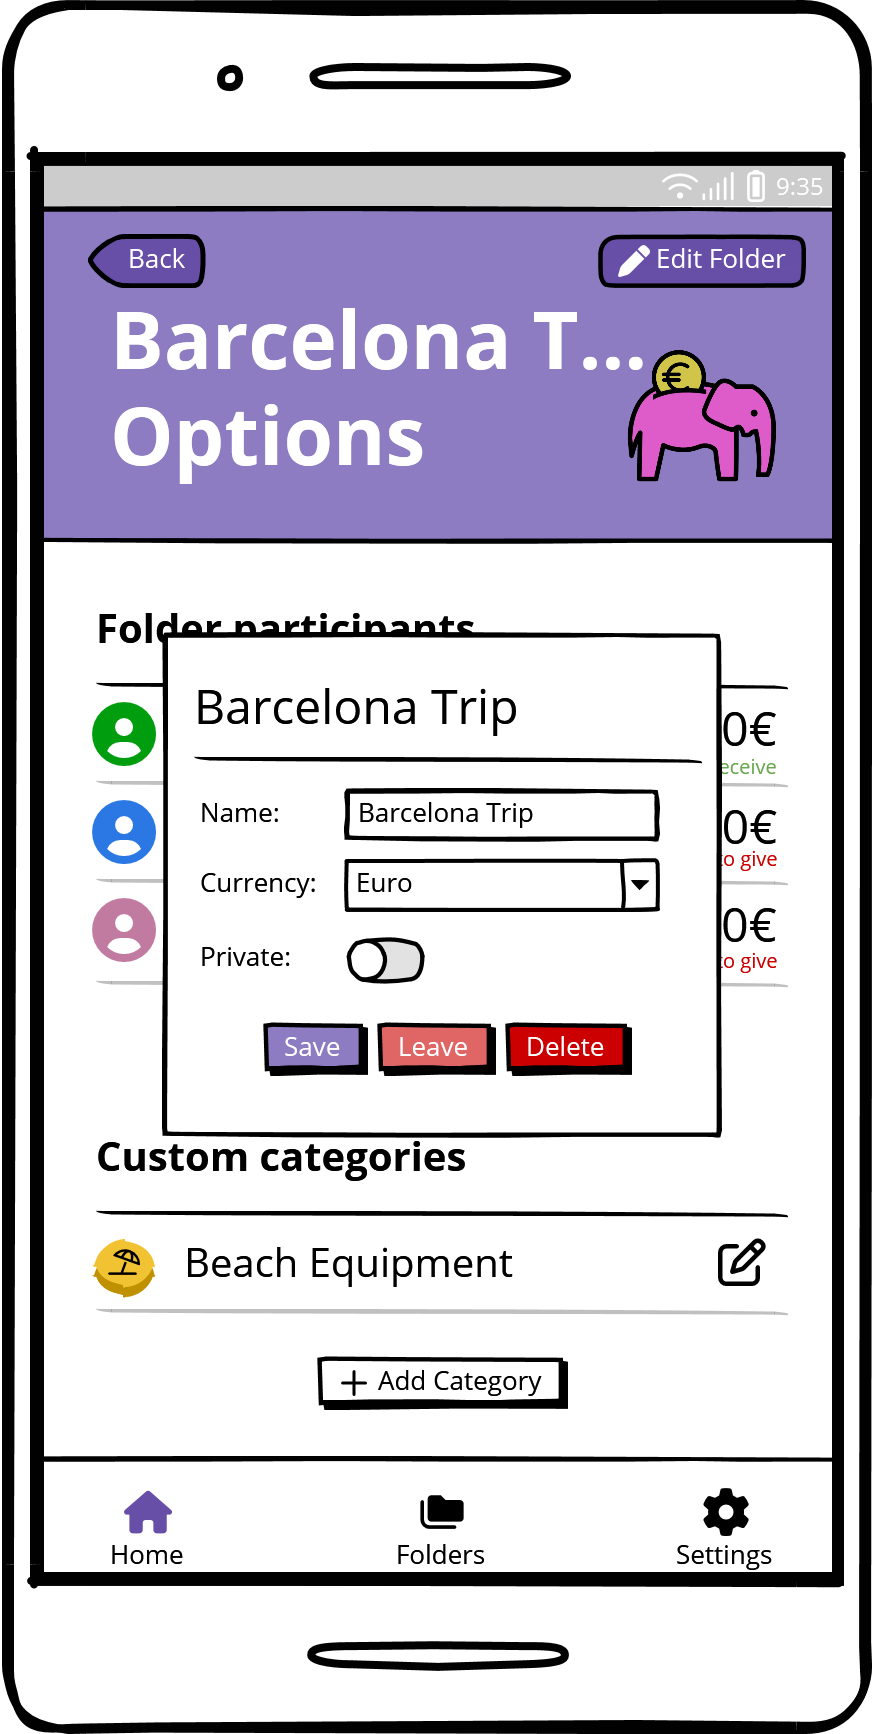 9:35
Back
Edit Folder
Barcelona T...
Options
Folder participants
Barcelona Trip
0€
eceive
Name: Barcelona Trip
0€
to give
Currency: Euro
0€
Private:
to give
Save Leave Delete
Custom categories
Beach Equipment
+ Add Category
Home Folders Settings